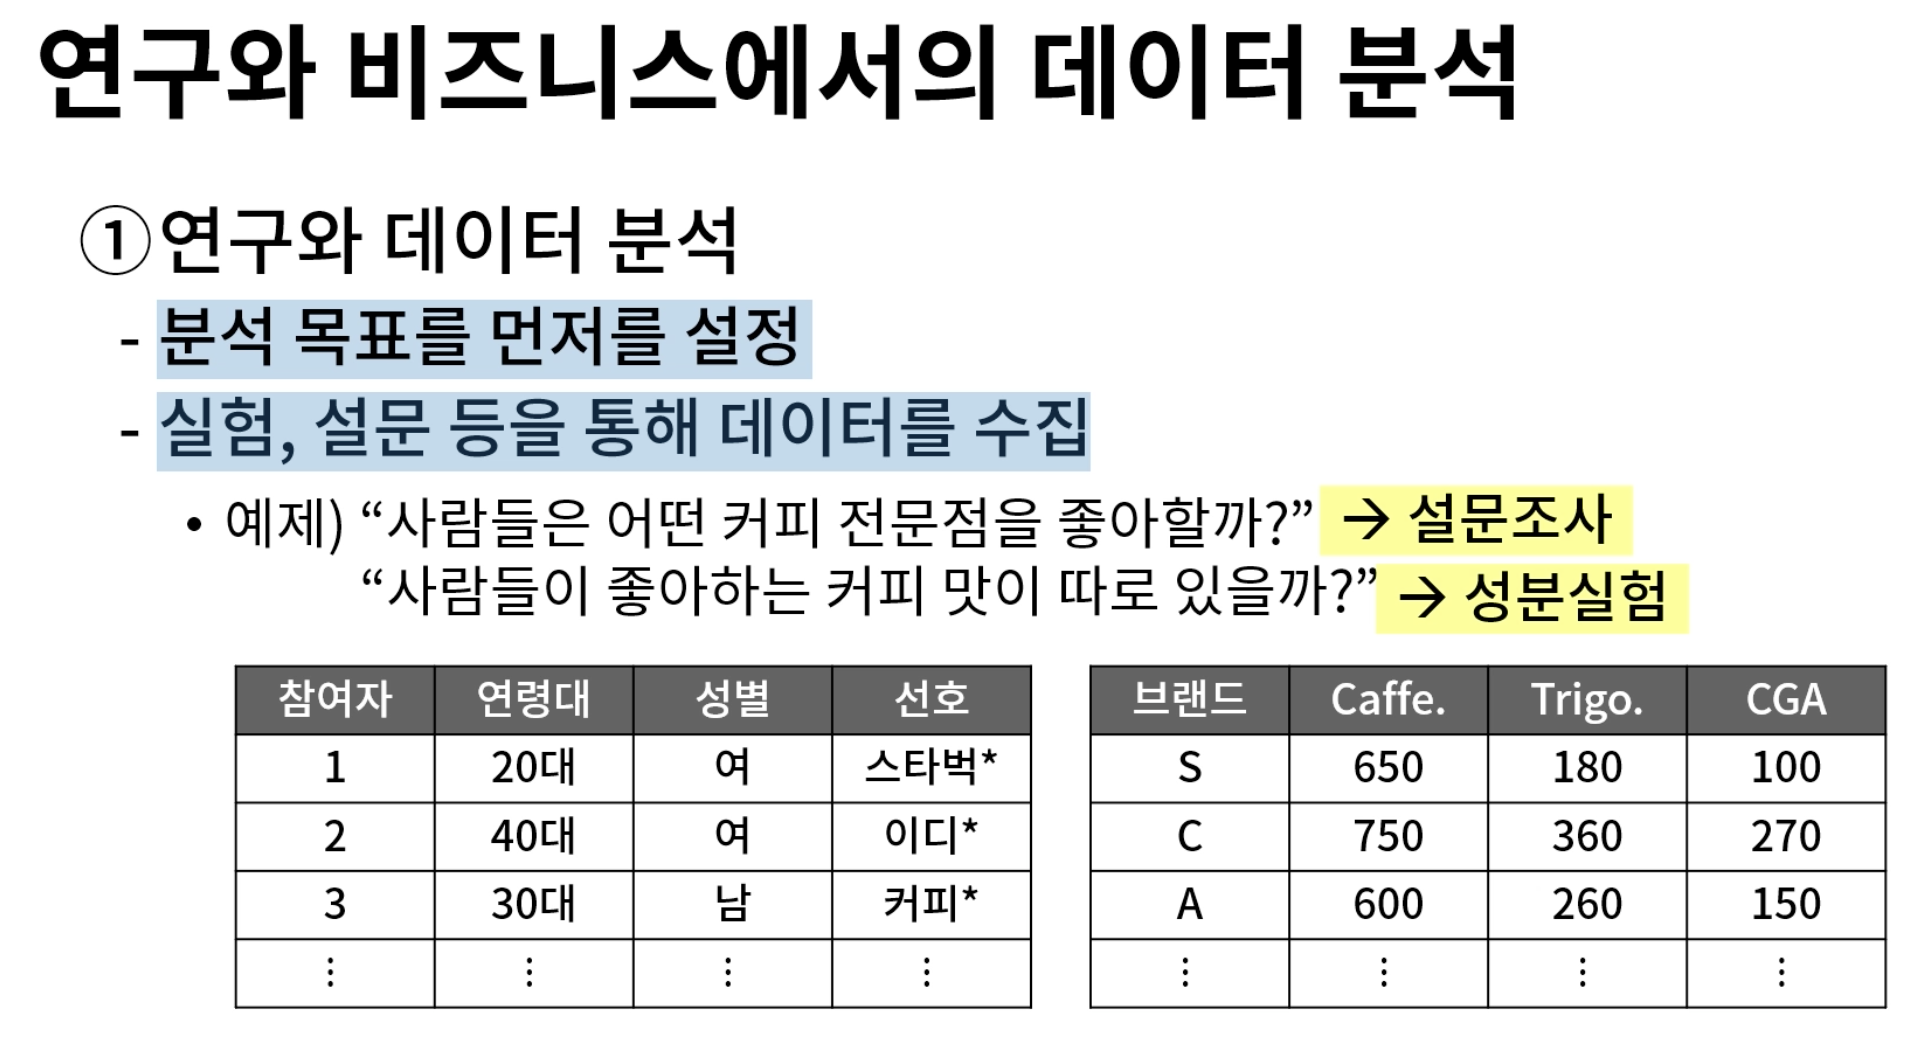 연구와 비즈니스에서의 데이터 분석
①연구와 데이터 분석
- 분석 목표를 먼저를 설정
- 실험, 설문 등을 통해 데이터를 수집
• 예제) “사람들은 어떤 커피 전문점을 좋아할까?” → 설문조사
“사람들이 좋아하는 커피 맛이 따로 있을까?” → 성분실험
참여자 연령대 성별 선호
1 20대 여 스타벅*
2 40대 여 이디*
3 30대 남 커피*
⋮ ⋮ ⋮ ⋮
브랜드 Caffe. Trigo. CGA
S 650 180 100
C 750 360 270
A 600 260 150
⋮ ⋮ ⋮ ⋮